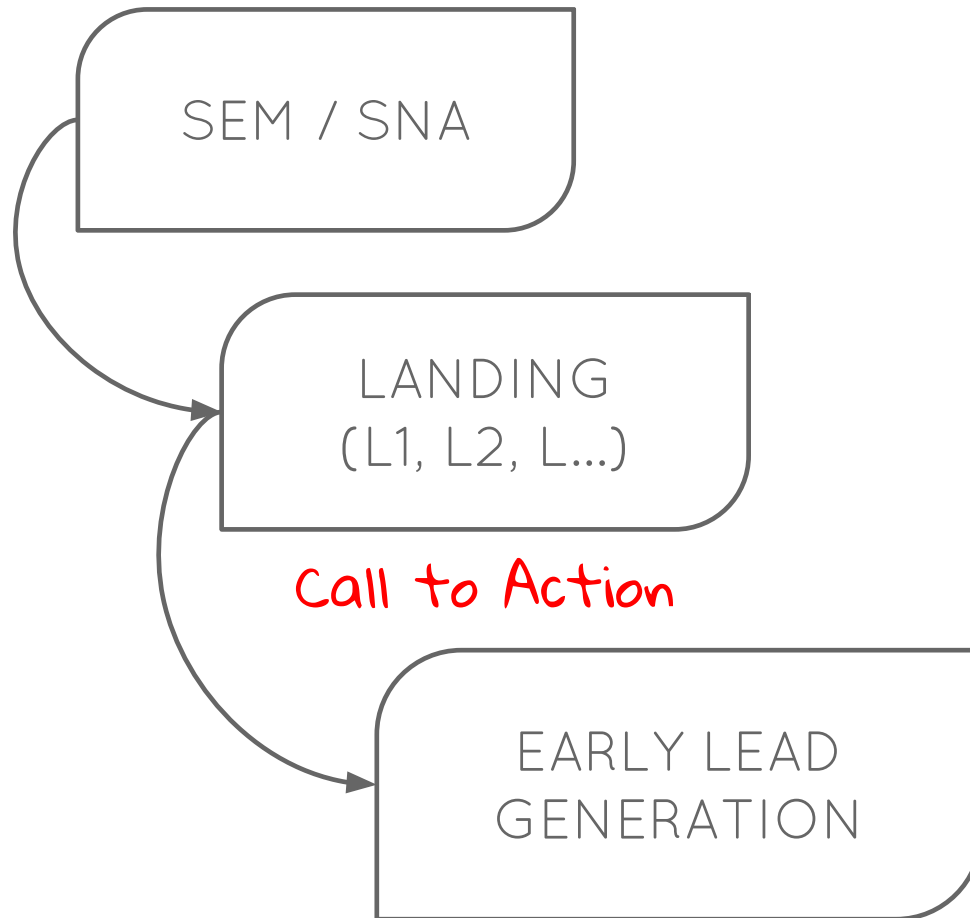 SEM / SNA
LANDING
(L1, L2, L...)
Call to Action
EARLY LEAD
GENERATION